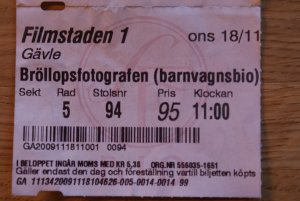 Filmstaden 1 ons 18/11
Gävle
Bröllopsfotografen (barnvagnsbio)
Sekt Rad Stolsnr Pris Klockan
5 94 95 11:00
GA2009111811001 0094
I BELOPPET INGÅR MOMS MED KR 5,38 ORG.NR 556035-1651
Gäller endast den dag och föreställning vartill biljetten köpts
GA 1113420091118104626-005-0014-0014 99